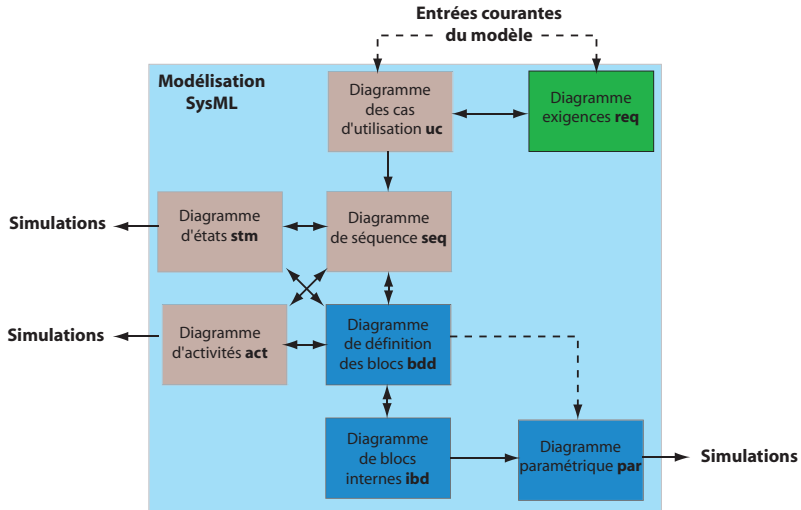 Entrées courantes
du modèle
Modélisation
SysML
Diagramme
des cas
d'utilisation uc
Diagramme
exigences req
Simulations
Diagramme
d'états stm
Diagramme
de séquence seq
Simulations
Diagramme
d'activités act
Diagramme
de définition
des blocs bdd
Diagramme
de blocs
internes ibd
Diagramme
paramétrique par
Simulations